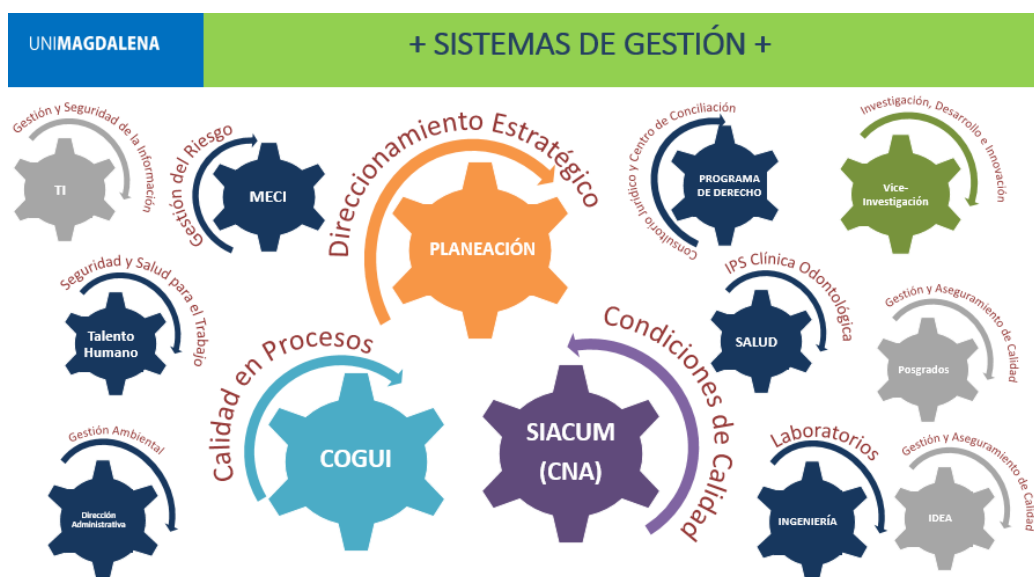 UNIMAGDALENA
+ SISTEMAS DE GESTIÓN +
Gestión y Seguridad de la Información
TI
Gestión del Riesgo
MECI
Direccionamiento Estratégico
PLANEACIÓN
Consultorio Jurídico y Centro de Conciliación
PROGRAMA
DE DERECHO
Investigación, Desarrollo e Innovación
Vice-
Investigación
Seguridad y Salud para el Trabajo
Talento
Humano
IPS Clínica Odontológica
SALUD
Gestión y Aseguramiento de Calidad
Posgrados
Calidad en Procesos
COGUI
Condiciones de Calidad
SIACUM
(CNA)
Gestión Ambiental
Dirección
Administrativa
Laboratorios
INGENIERÍA
Gestión y Aseguramiento de Calidad
IDEA